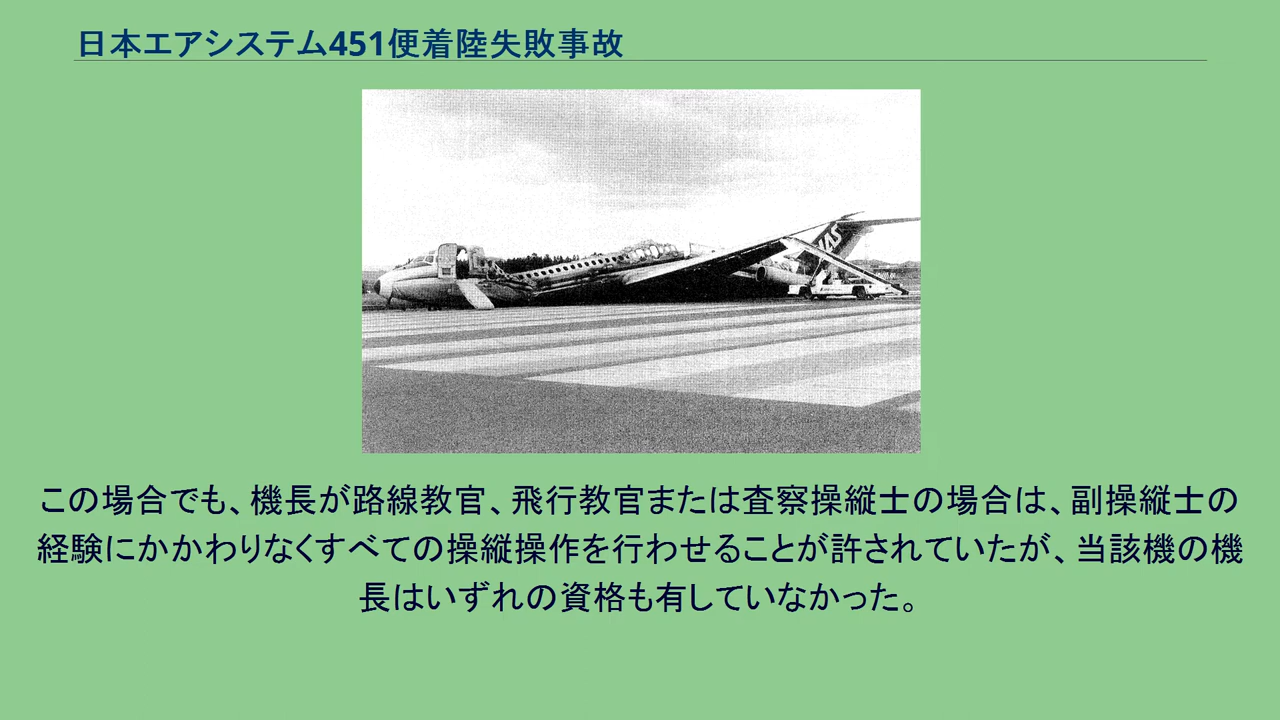 日本エアシステム451便着陸失敗事故
JAS
この場合でも、機長が路線教官、飛行教官または査察操縦士の場合は、副操縦士の
経験にかかわりなくすべての操縦操作を行わせることが許されていたが、当該機の機
長はいずれの資格も有していなかった。